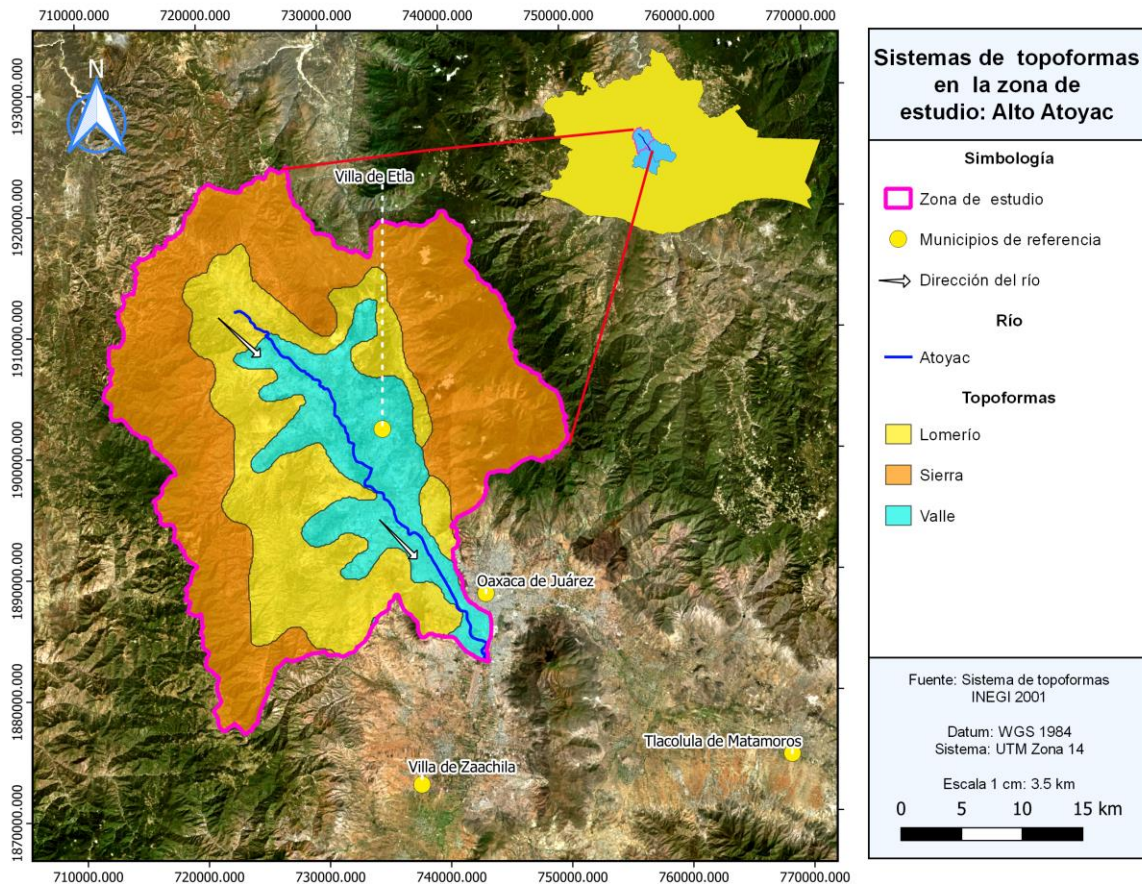 710000.000 720000.000 730000.000 740000.000 750000.000 760000.000 770000.000
1930000.000
1920000.000
1910000.000
1900000.000
1890000.000
1880000.000
1870000.000
N
Villa de Etla
Oaxaca de Juárez
Tlacolula de Matamoros
Villa de Zaachila
710000.000 720000.000 730000.000 740000.000 750000.000 760000.000 770000.000
Sistemas de topoformas
en la zona de
estudio: Alto Atoyac
Simbología
Zona de estudio
Municipios de referencia
Dirección del río
Río
Atoyac
Topoformas
Lomerío
Sierra
Valle
Fuente: Sistema de topoformas
INEGI 2001
Datum: WGS 1984
Sistema: UTM Zona 14
Escala 1 cm: 3.5 km
0 5 10 15 km